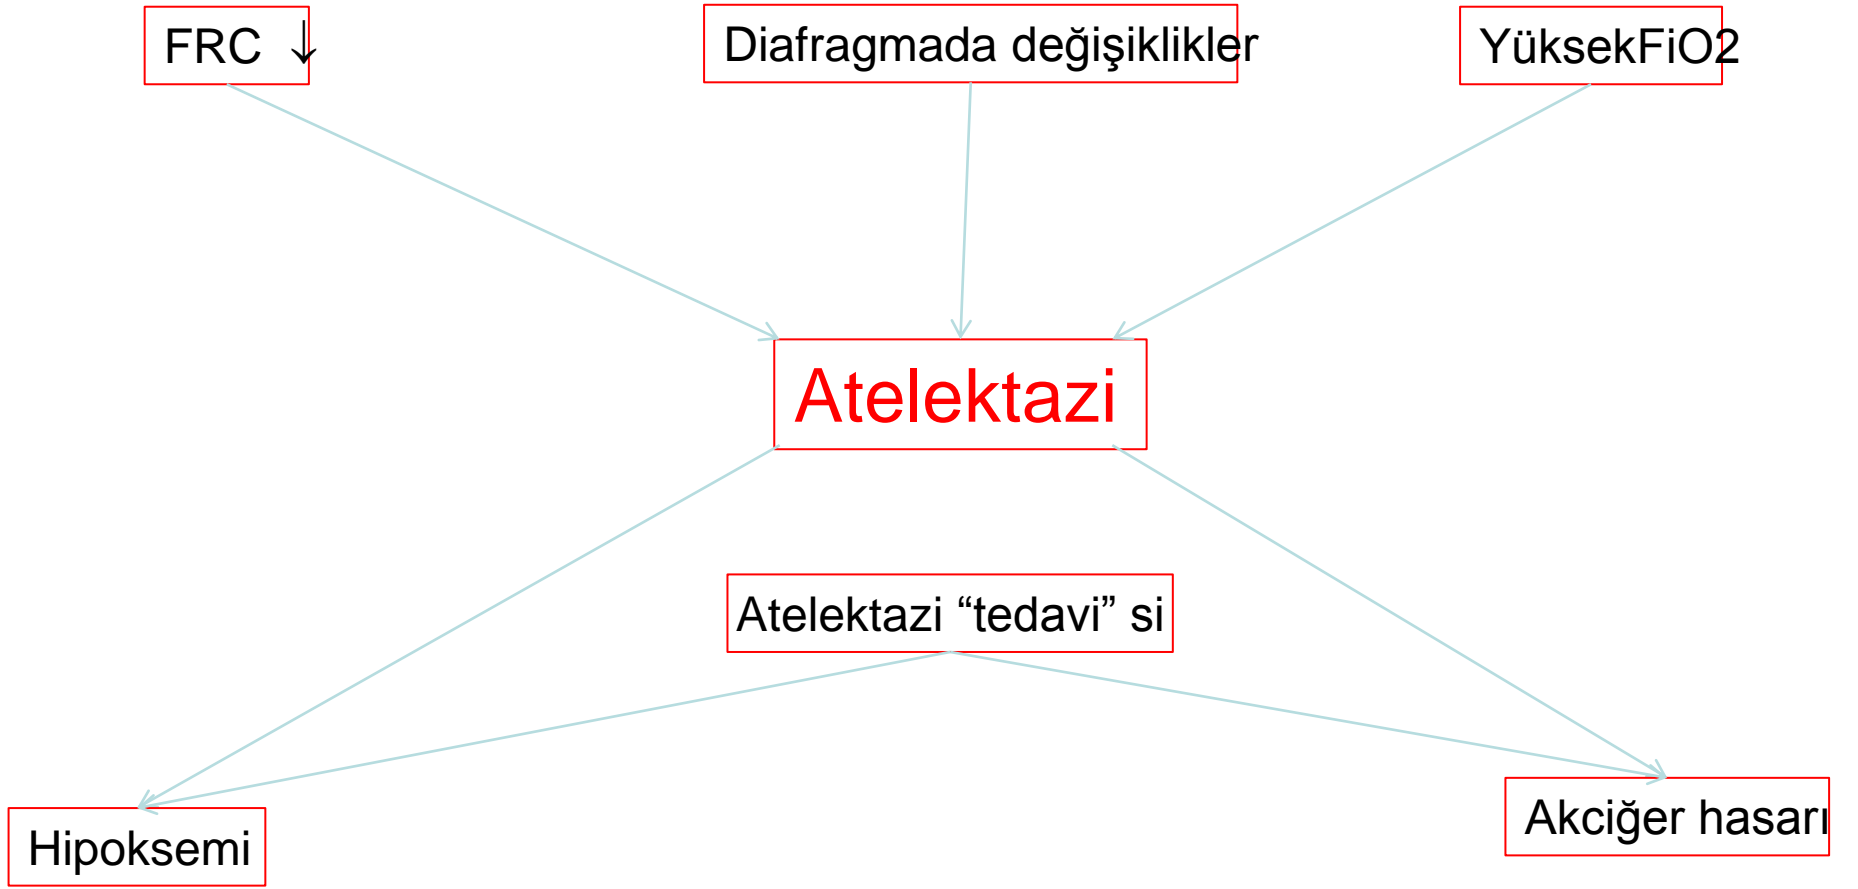 FRC ↓
Diafragmada değişiklikler
YüksekFiO2
Atelektazi
Atelektazi “tedavi” si
Hipoksemi
Akciğer hasarı